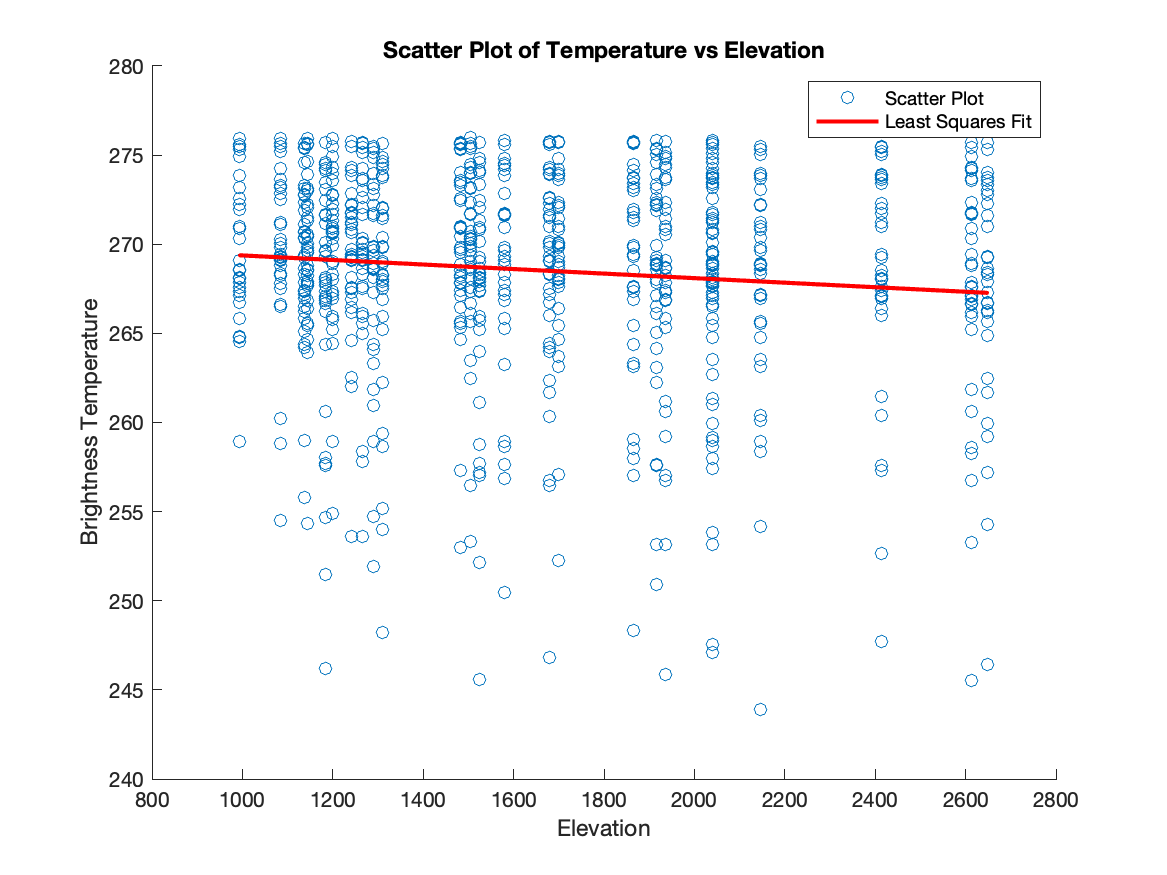 Scatter Plot of Temperature vs Elevation
Scatter Plot
Least Squares Fit
Brightness Temperature
280
275
270
265
260
255
250
245
240
800 1000 1200 1400 1600 1800 2000 2200 2400 2600 2800
Elevation